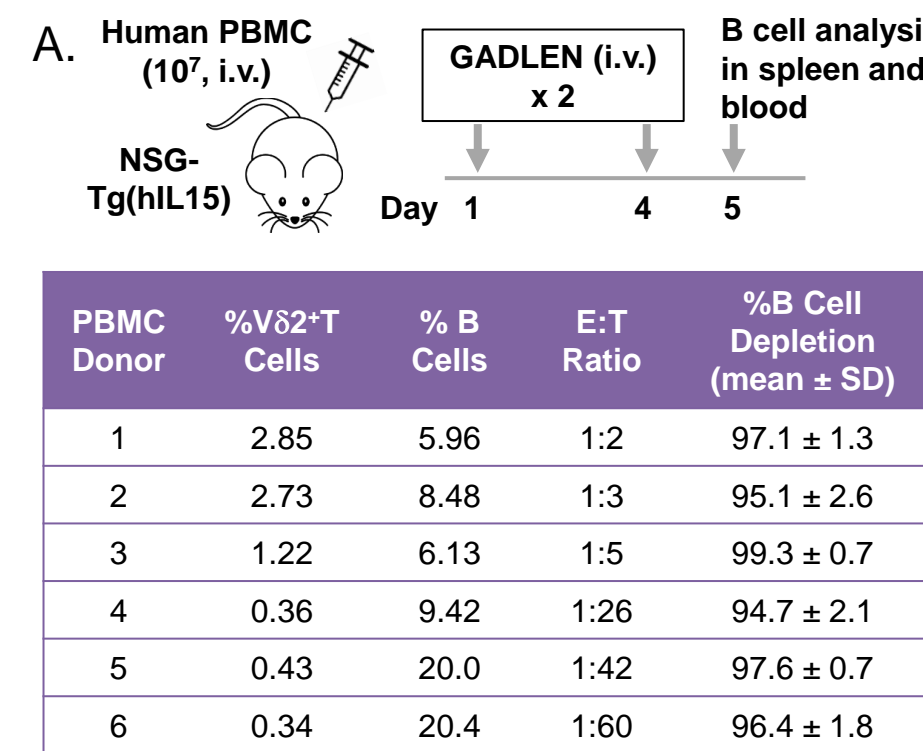 A.
Human PBMC
(10⁷, i.v.)
NSG-
Tg(hIL15)
GADLEN (i.v.)
x 2
B cell analysi
in spleen and
blood
Day 1 4 5
PBMC Donor %Vδ2⁺T Cells % B Cells E:T Ratio %B Cell Depletion (mean ± SD)
1 2.85 5.96 1:2 97.1 ± 1.3
2 2.73 8.48 1:3 95.1 ± 2.6
3 1.22 6.13 1:5 99.3 ± 0.7
4 0.36 9.42 1:26 94.7 ± 2.1
5 0.43 20.0 1:42 97.6 ± 0.7
6 0.34 20.4 1:60 96.4 ± 1.8